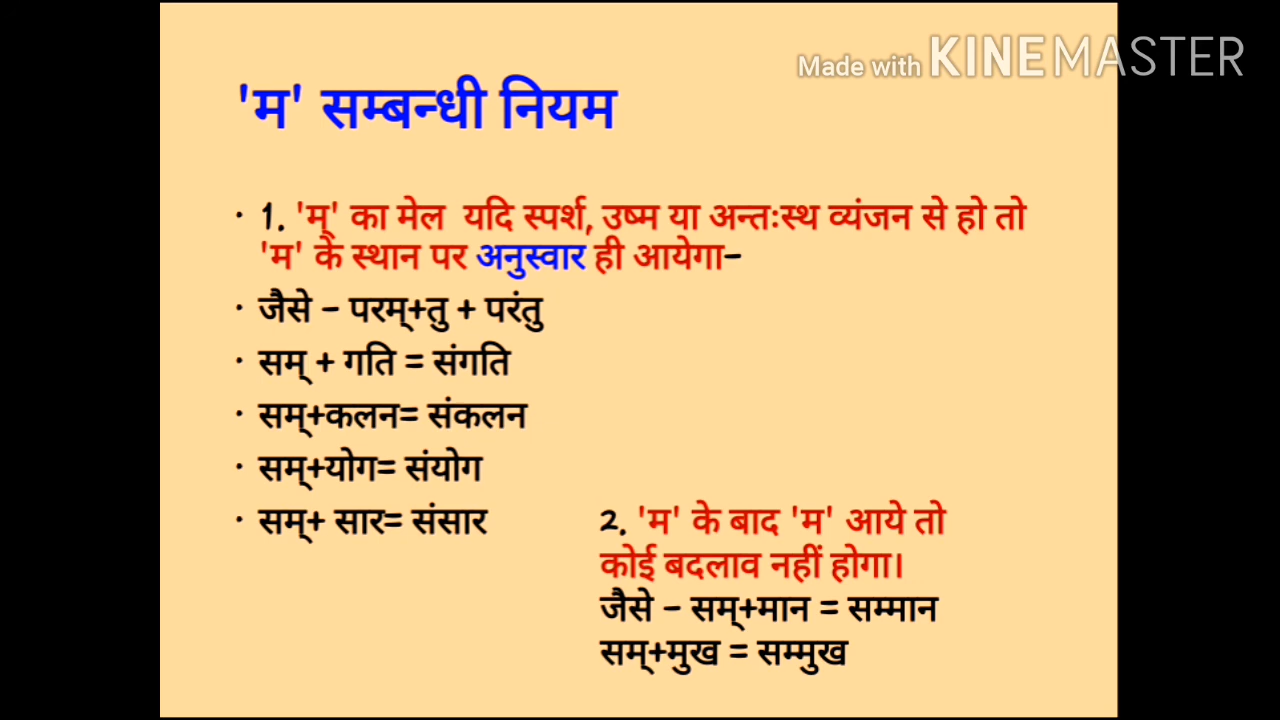 Made with KINEMASTER
'म' सम्बन्धी नियम
• 1. 'म्' का मेल यदि स्पर्श, उष्म या अन्तःस्थ व्यंजन से हो तो
'म' के स्थान पर अनुस्वार ही आयेगा-
• जैसे - परम्+तु + परंतु
• सम् + गति = संगति
• सम्+कलन= संकलन
• सम्+योग= संयोग
• सम्+ सार= संसार
2. 'म' के बाद 'म' आये तो
कोई बदलाव नहीं होगा।
जैसे - सम्+मान = सम्मान
सम्+मुख = सम्मुख